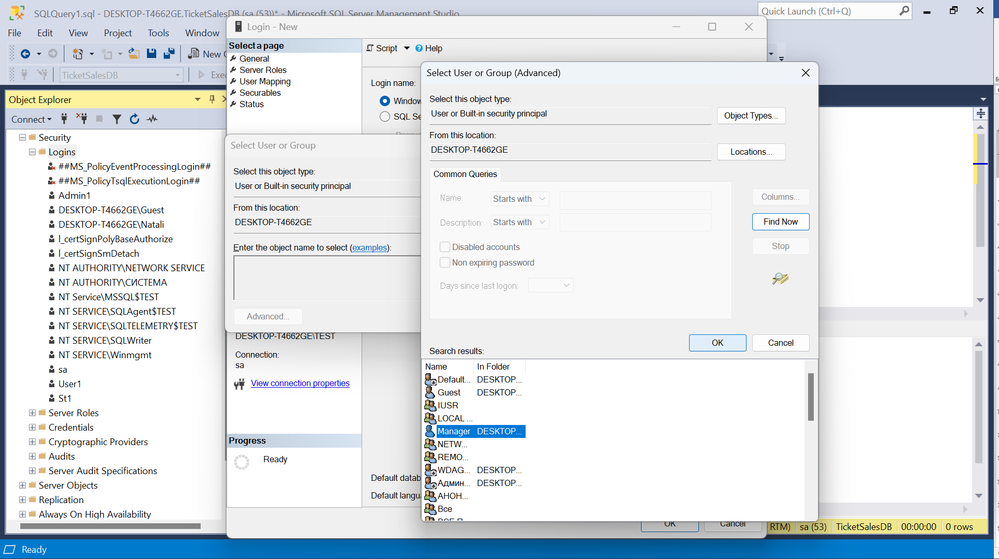 SQLQuery1.sql - DESKTOP-T4662GE.TicketSalesDB (sa (53))* - Microsoft SQL Server Management Studio
Quick Launch (Ctrl+Q)
File Edit View Project Tools Window
New
TicketSalesDB
Object Explorer
Connect
Security
Logins
##MS_PolicyEventProcessingLogin##
##MS_PolicyTsqlExecutionLogin##
Admin1
DESKTOP-T4662GE\Guest
DESKTOP-T4662GE\Natali
l_certSignPolyBaseAuthorize
l_certSignSmDetach
NT AUTHORITY\NETWORK SERVICE
NT AUTHORITY\СИСТЕМА
NT Service\MSSQL$TEST
NT SERVICE\SQLAgent$TEST
NT SERVICE\SQLTELEMETRY$TEST
NT SERVICE\SQLWriter
NT SERVICE\Winmgmt
sa
User1
St1
Server Roles
Credentials
Cryptographic Providers
Audits
Server Audit Specifications
Server Objects
Replication
Always On High Availability
Login - New
Select a page
General
Server Roles
User Mapping
Securables
Status
Script Help
Login name:
Window
SQL Se
Select User or Group
Select this object type:
User or Built-in security principal
From this location:
DESKTOP-T4662GE
Enter the object name to select (examples):
Advanced...
DESKTOP-T4662GE\TEST
Connection:
sa
View connection properties
Progress
Ready
Default datab
Default langu
OK Cancel
Select User or Group (Advanced)
Select this object type:
User or Built-in security principal
Object Types...
From this location:
DESKTOP-T4662GE
Locations...
Common Queries
Name: Starts with
Description: Starts with
Disabled accounts
Non expiring password
Days since last logon:
Columns...
Find Now
Stop
OK Cancel
Search results:
Name In Folder
Default... DESKTOP...
Guest DESKTOP...
IUSR
LOCAL ...
Manager DESKTOP...
NETW...
REMO...
WDAG... DESKTOP...
Админ... DESKTOP...
АНОН...
Все
RTM) sa (53) TicketSalesDB 00:00:00 0 rows
Ready